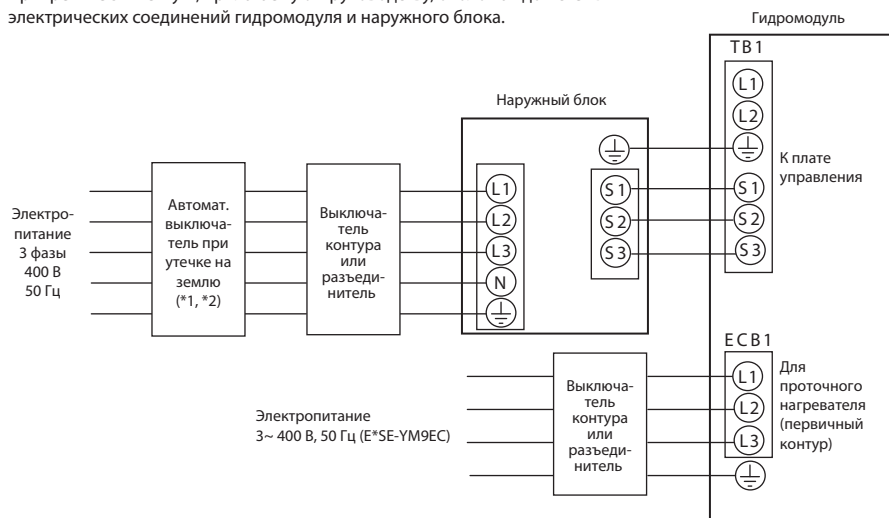 электрических соединений гидромодуля и наружного блока.
Гидромодуль
TB1
L1
L2
К плате
управления
S1
S2
S3
Наружный блок
L1
L2
L3
N
S1
S2
S3
Электро-
питание
3 фазы
400 В
50 Гц
Автомат.
выключа-
тель при
утечке на
землю
(*1, *2)
Выключа-
тель
контура
или
разъеди-
нитель
ECB1
L1
L2
L3
Для
проточного
нагревателя
(первичный
контур)
Выключа-
тель
контура
или
разъеди-
нитель
Электропитание
3~ 400 В, 50 Гц (E*SE-YM9EC)